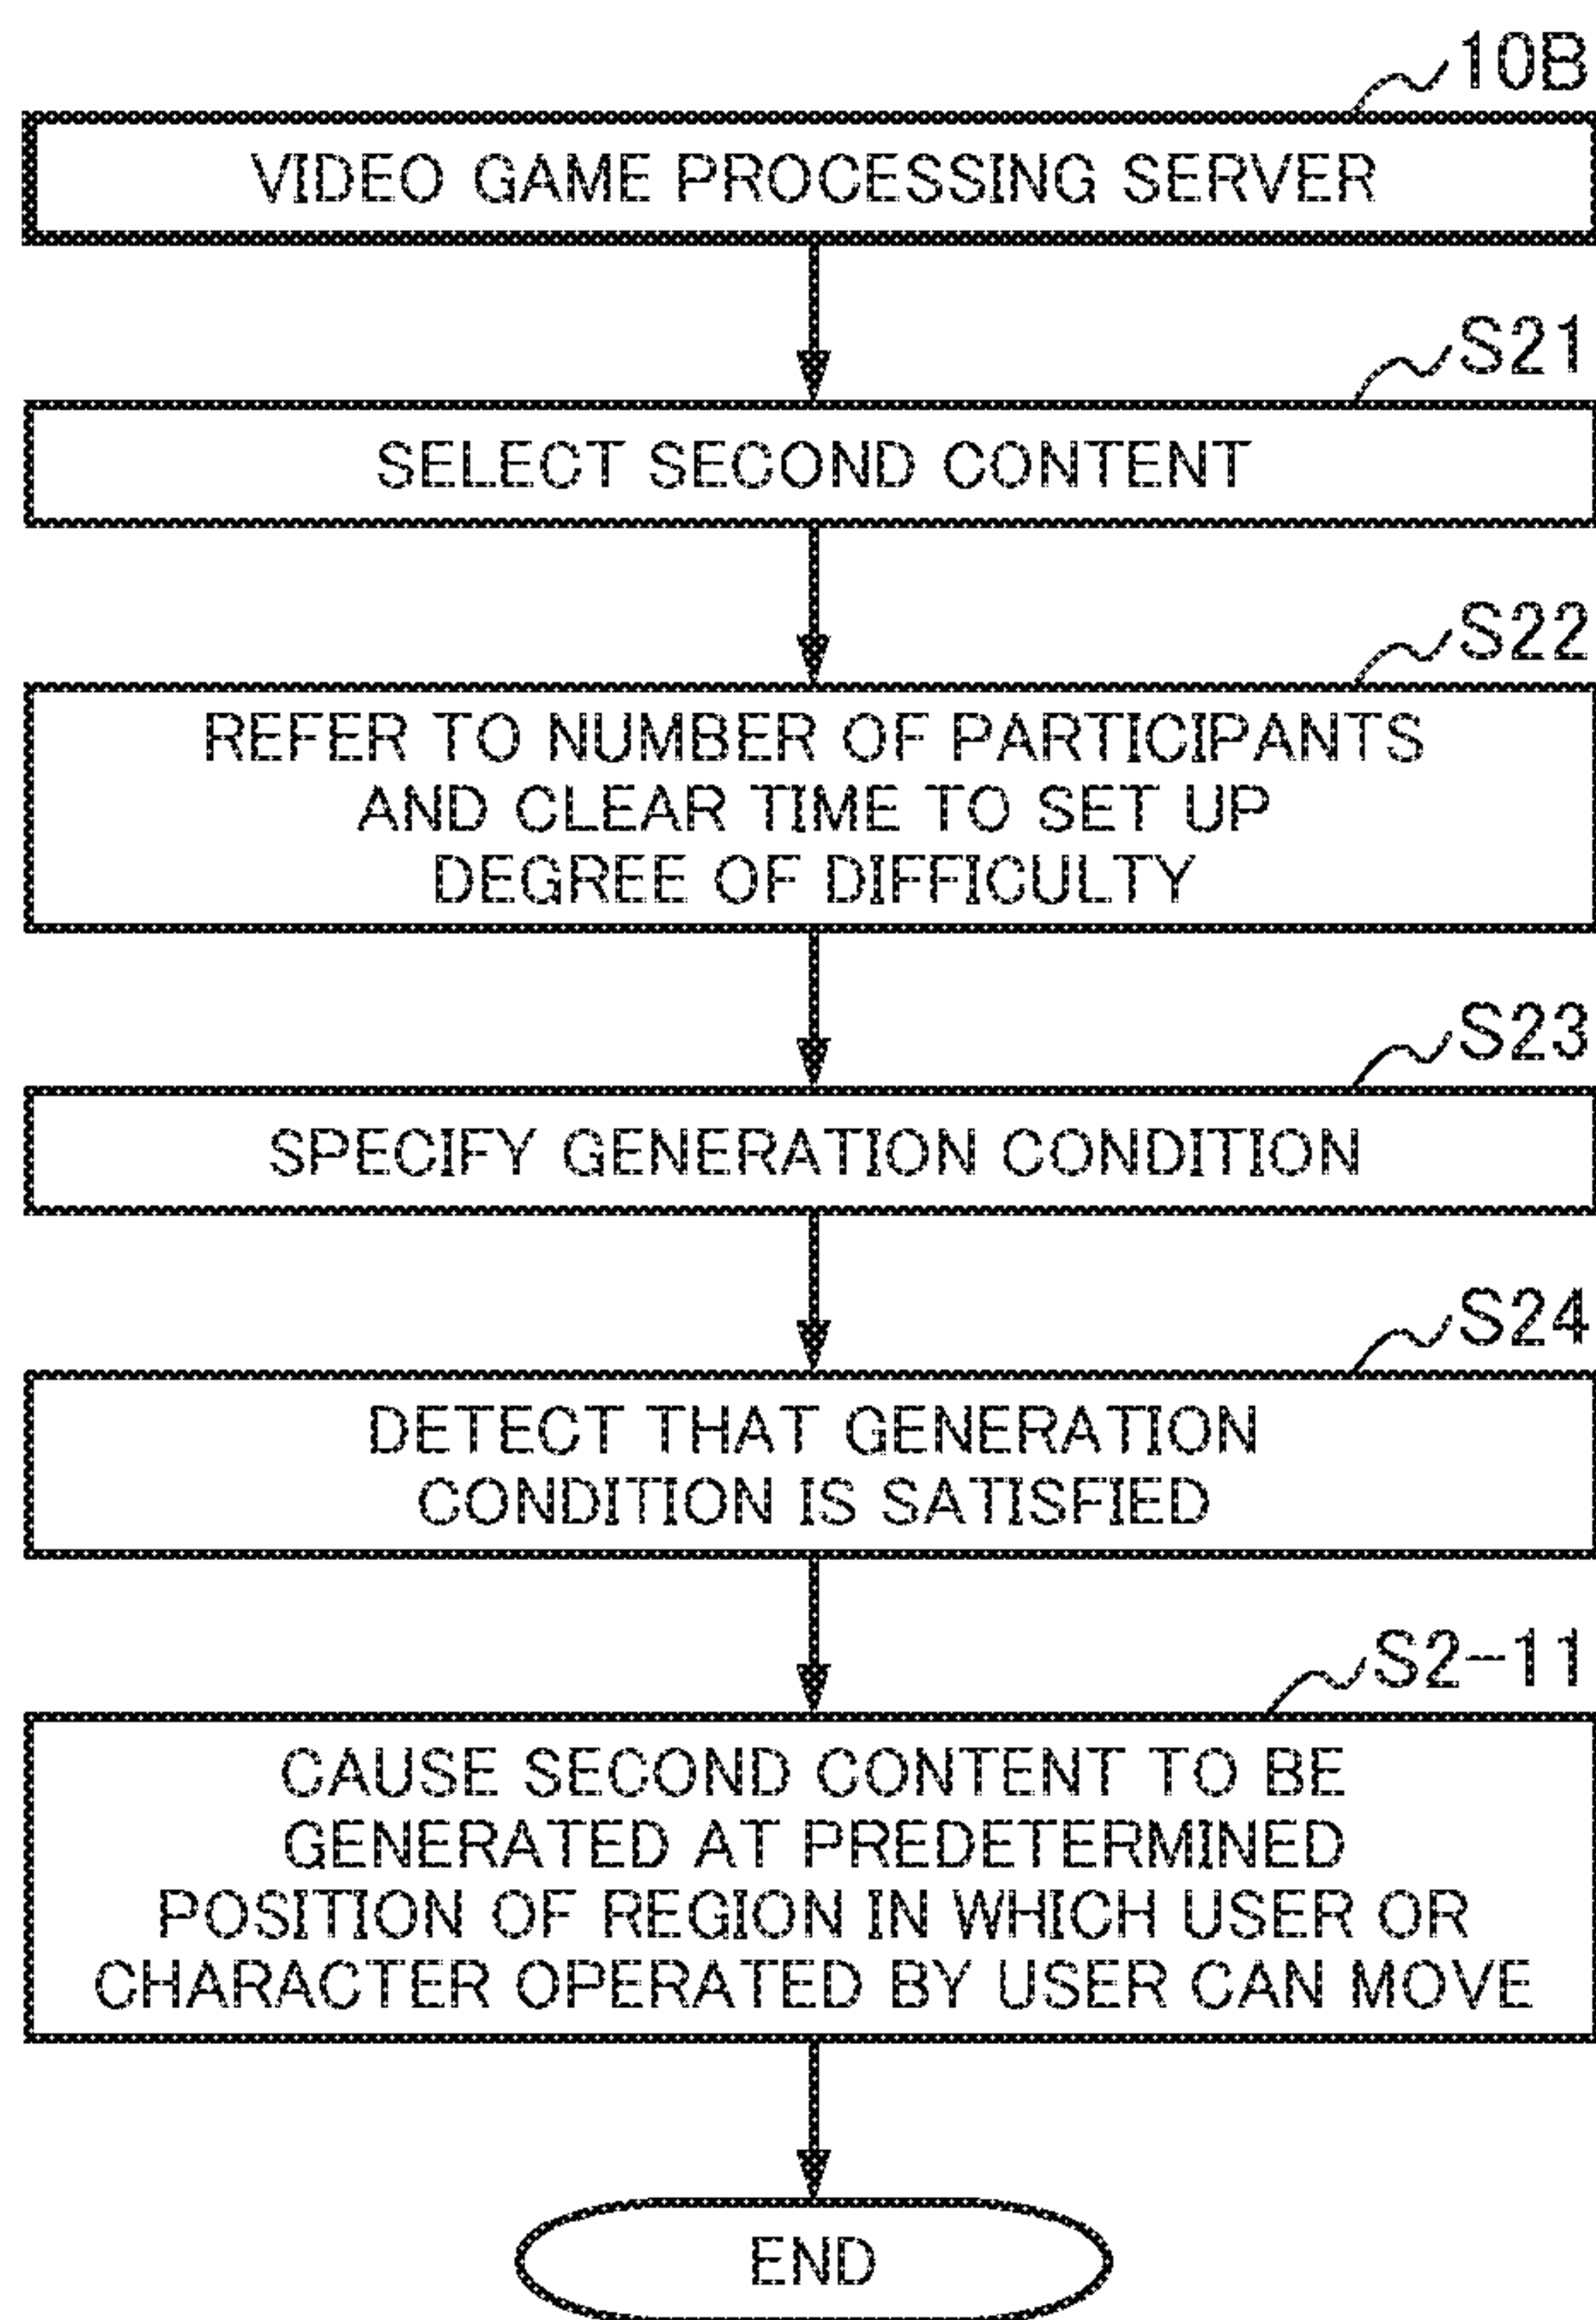 10B
VIDEO GAME PROCESSING SERVER
S21
SELECT SECOND CONTENT
S22
REFER TO NUMBER OF PARTICIPANTS
AND CLEAR TIME TO SET UP
DEGREE OF DIFFICULTY
S23
SPECIFY GENERATION CONDITION
S24
DETECT THAT GENERATION
CONDITION IS SATISFIED
S2-11
CAUSE SECOND CONTENT TO BE
GENERATED AT PREDETERMINED
POSITION OF REGION IN WHICH USER OR
CHARACTER OPERATED BY USER CAN MOVE
END